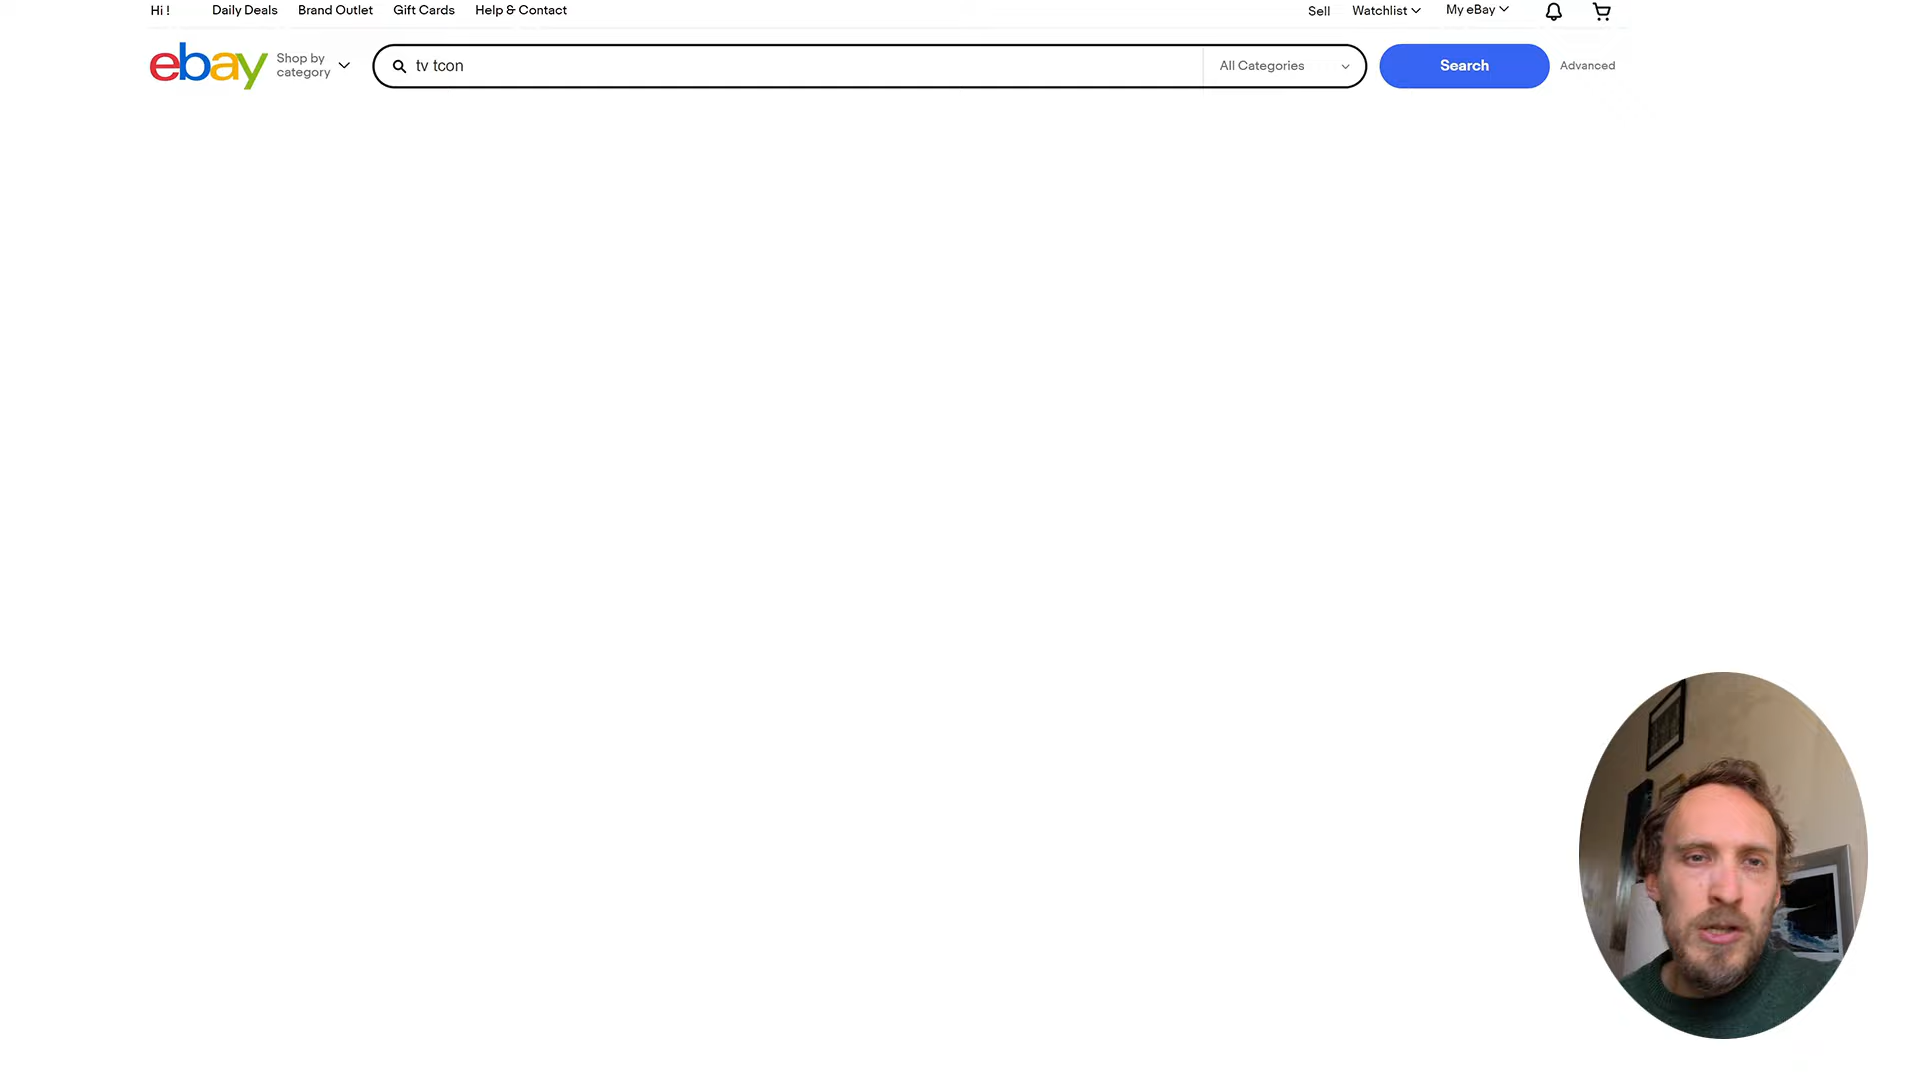 Hi !
Daily Deals
Brand Outlet
Gift Cards
Help & Contact
Sell
Watchlist
My eBay
ebay
Shop by
category
tv tcon
All Categories
Search
Advanced